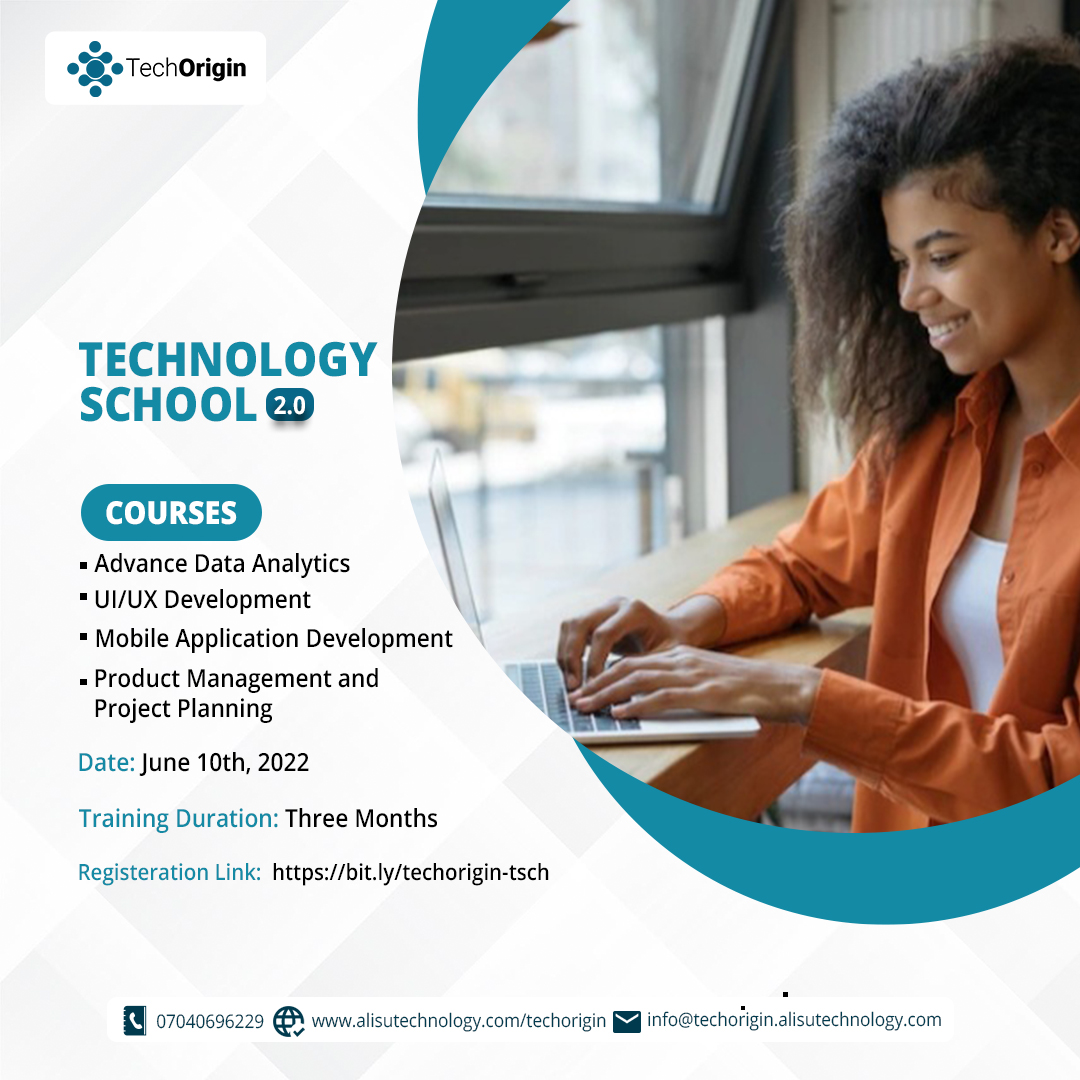 TechOrigin
TECHNOLOGY
SCHOOL 2.0
COURSES
Advance Data Analytics
UI/UX Development
Mobile Application Development
Product Management and
Project Planning
Date: June 10th, 2022
Training Duration: Three Months
Registeration Link: https://bit.ly/techorigin-tsch
07040696229 www.alisutechnology.com/techorigin info@techorigin.alisutechnology.com